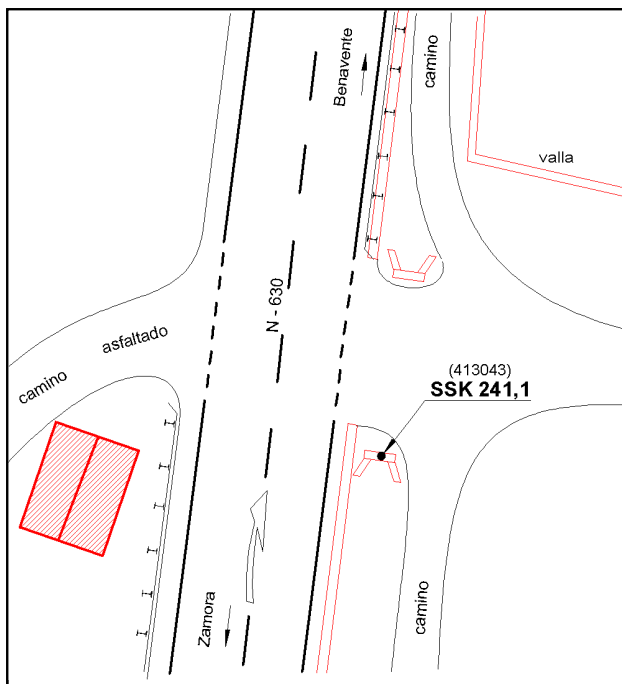 Benavente
camino
valla
N - 630
asfaltado
camino
(413043)
SSK 241,1
Zamora
camino